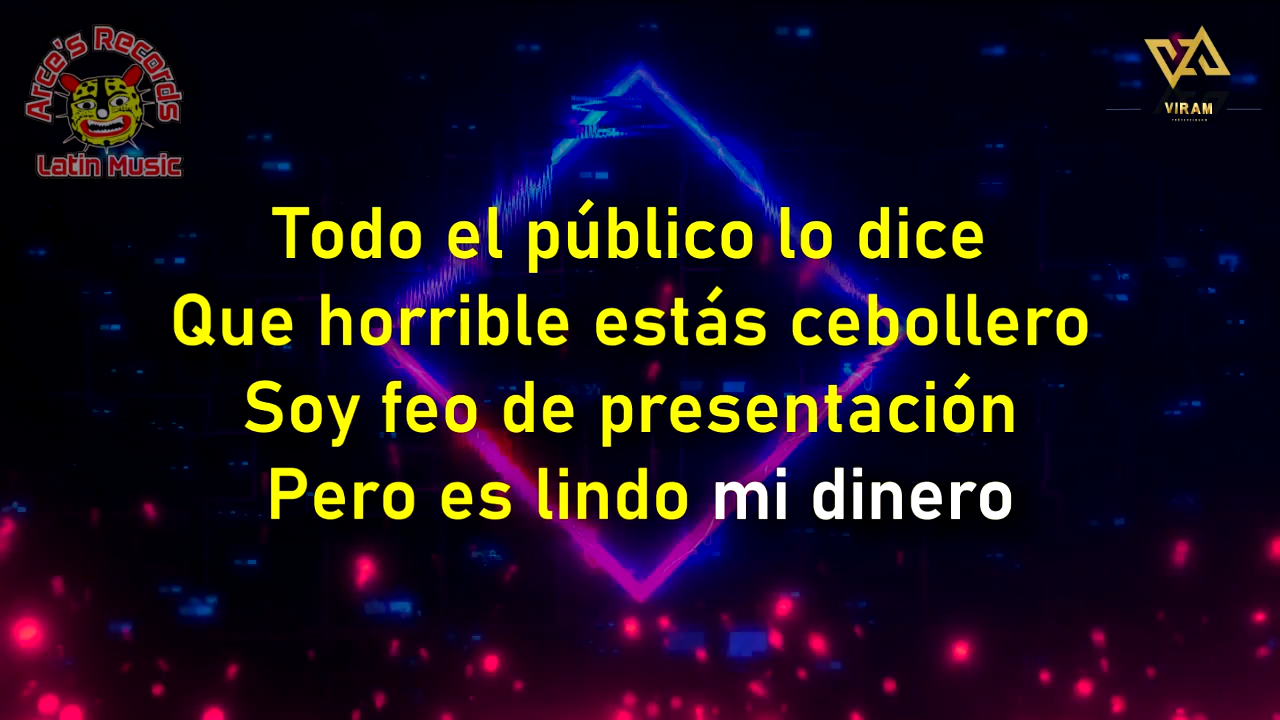 Arce's Records
Latin Music
VIRAM
Todo el público lo dice
Que horrible estás cebollero
Soy feo de presentación
Pero es lindo mi dinero